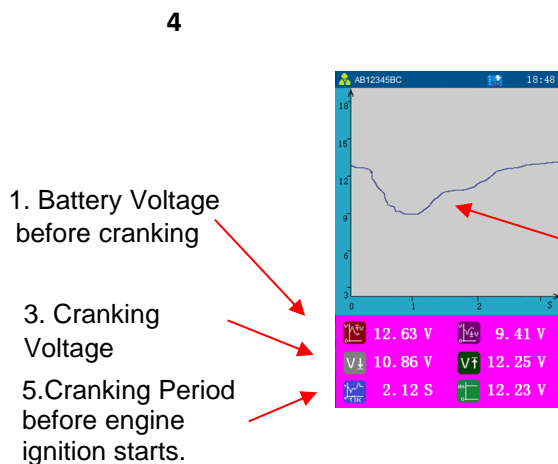 4
AB12345BC 18:48
18
15
12
9
6
3
0 1 2 S
1. Battery Voltage
before cranking
3. Cranking
Voltage
5.Cranking Period
before engine
ignition starts.
12.63 V 9.41 V
10.86 V 12.25 V
2.12 S 12.23 V